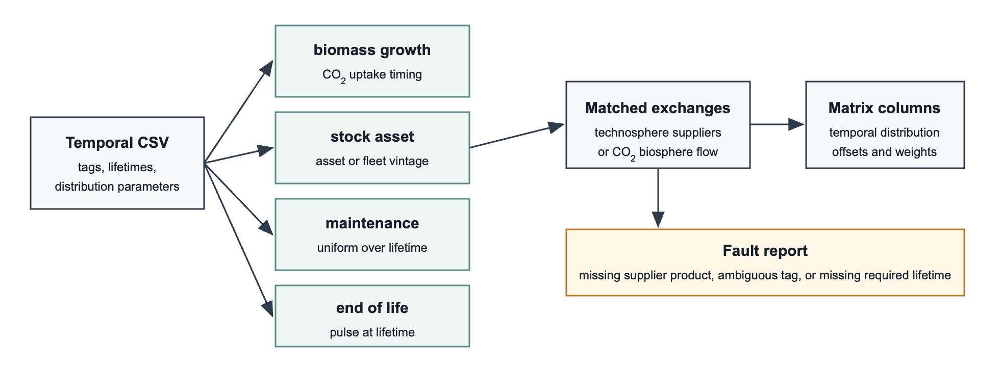 Temporal CSV
tags, lifetimes,
distribution parameters
biomass growth
CO₂ uptake timing
stock asset
asset or fleet vintage
maintenance
uniform over lifetime
end of life
pulse at lifetime
Matched exchanges
technosphere suppliers
or CO₂ biosphere flow
Matrix columns
temporal distribution
offsets and weights
Fault report
missing supplier product, ambiguous tag, or missing required lifetime